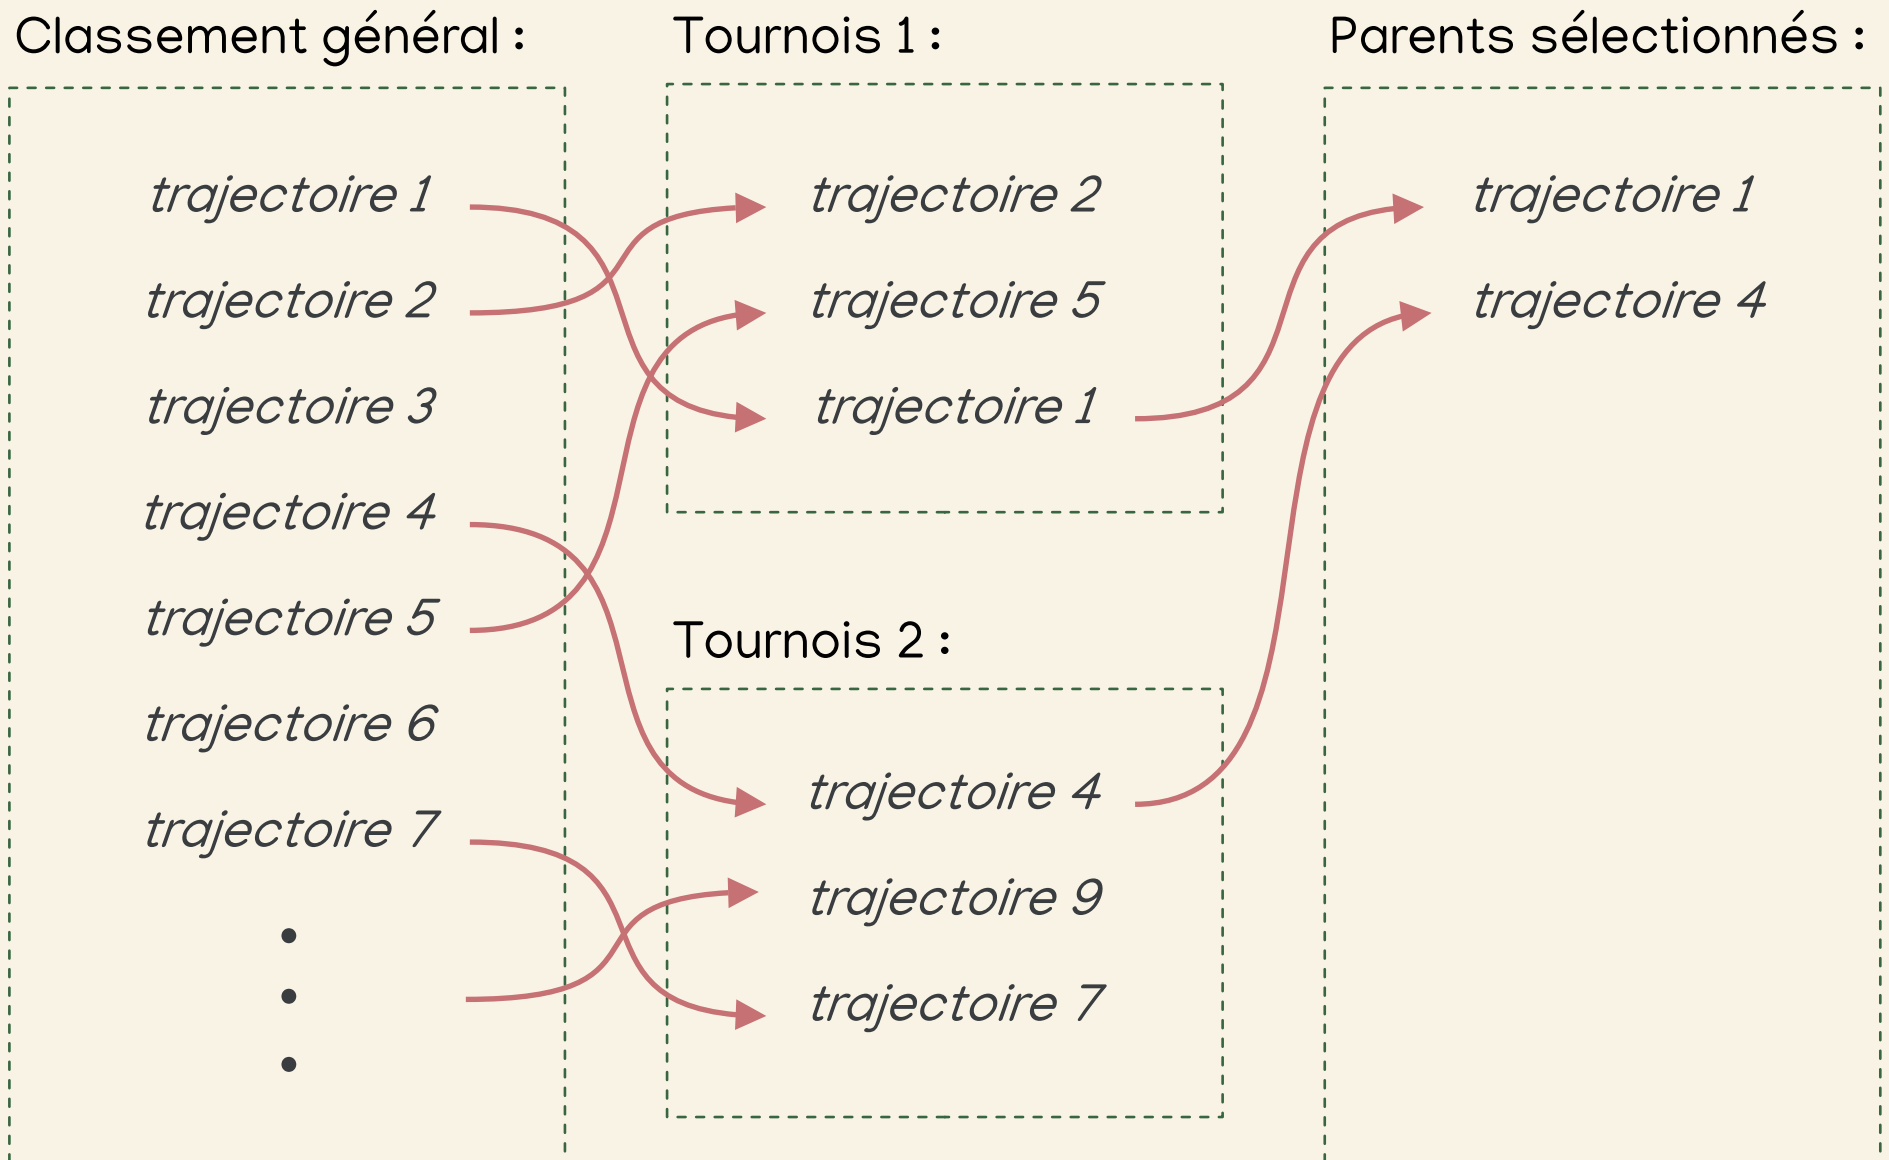 Classement général :
trajectoire 1
trajectoire 2
trajectoire 3
trajectoire 4
trajectoire 5
trajectoire 6
trajectoire 7
Tournois 1 :
trajectoire 2
trajectoire 5
trajectoire 1
Tournois 2 :
trajectoire 4
trajectoire 9
trajectoire 7
Parents sélectionnés :
trajectoire 1
trajectoire 4